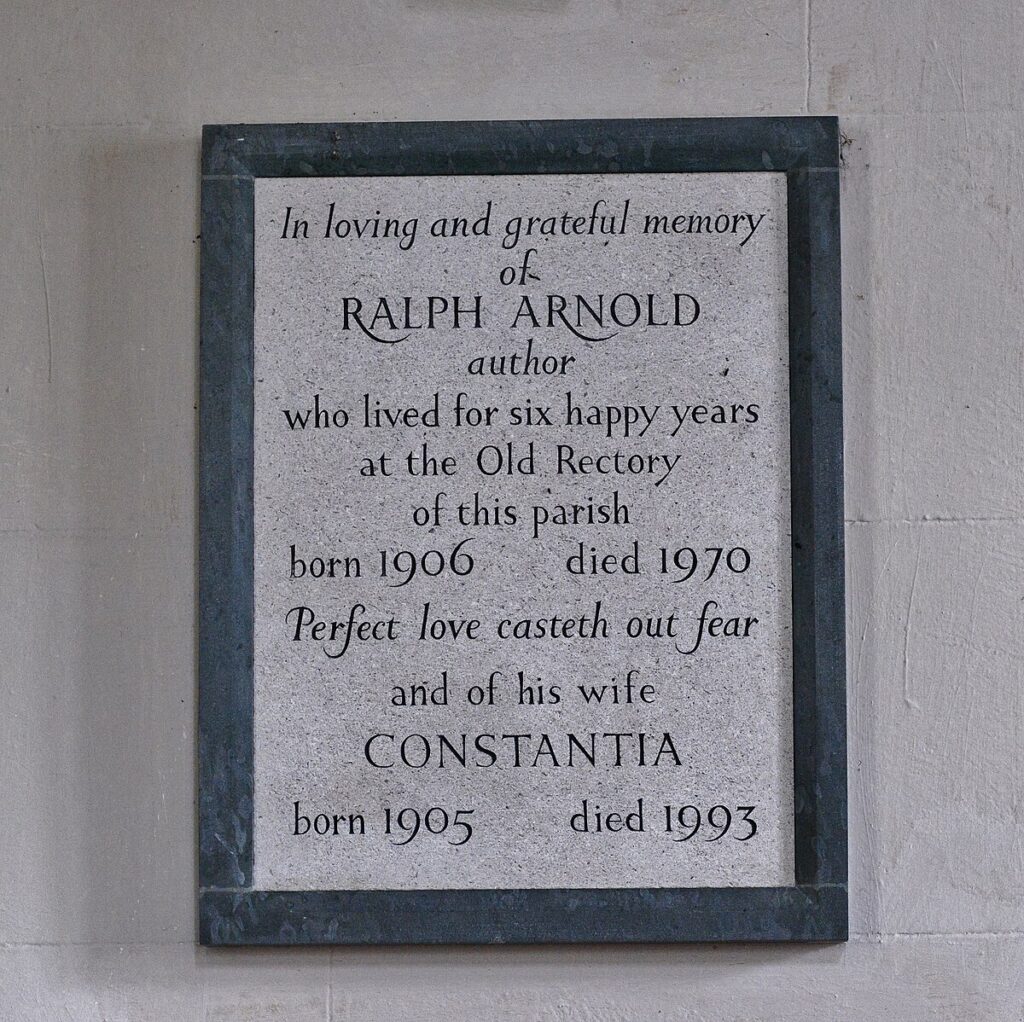 In loving and grateful memory
of
RALPH ARNOLD
author
who lived for six happy years
at the Old Rectory
of this parish
born 1906 died 1970
Perfect love casteth out fear
and of his wife
CONSTANTIA
born 1905 died 1993